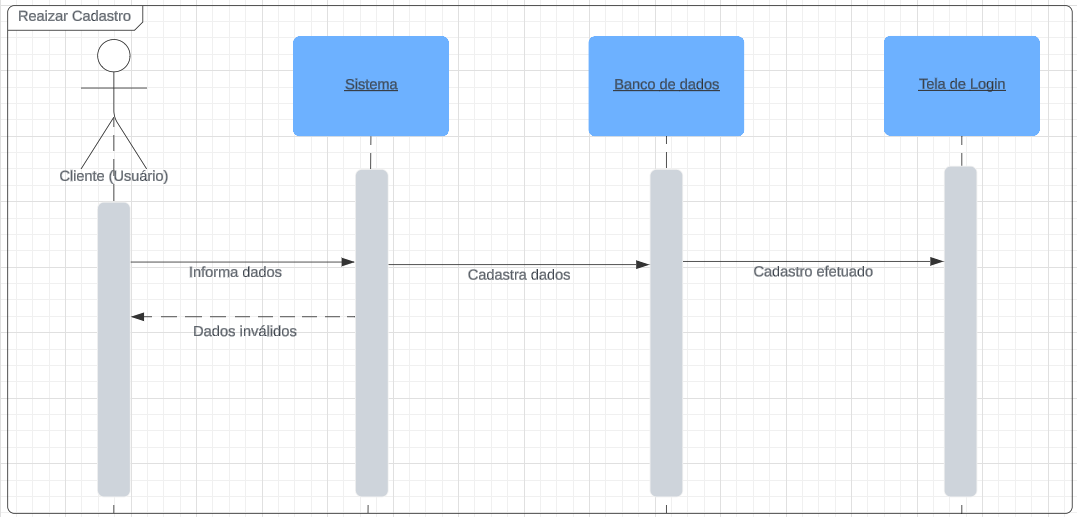 Reaizar Cadastro
Sistema
Banco de dados
Tela de Login
Cliente (Usuário)
Informa dados
Cadastra dados
Cadastro efetuado
Dados inválidos